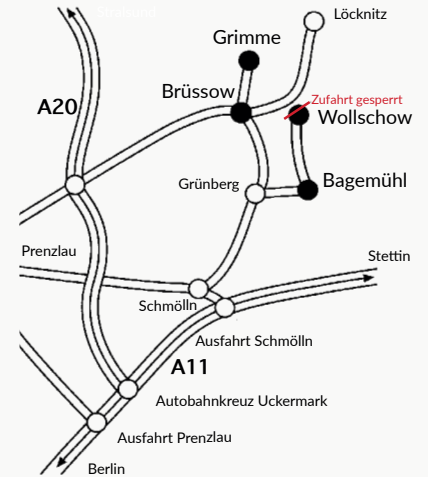 Löcknitz
Grimme
Brüssow
Zufahrt gesperrt
A20
Wollschow
Grünberg
Bagemühl
Prenzlau
Stettin
Schmölln
Ausfahrt Schmölln
A11
Autobahnkreuz Uckermark
Ausfahrt Prenzlau
Berlin